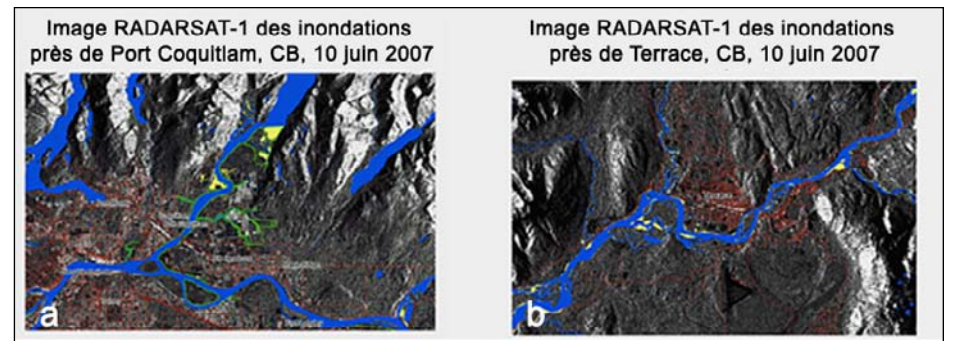 Image RADARSAT-1 des inondations
près de Port Coquitlam, CB, 10 juin 2007
Image RADARSAT-1 des inondations
près de Terrace, CB, 10 juin 2007
a
b